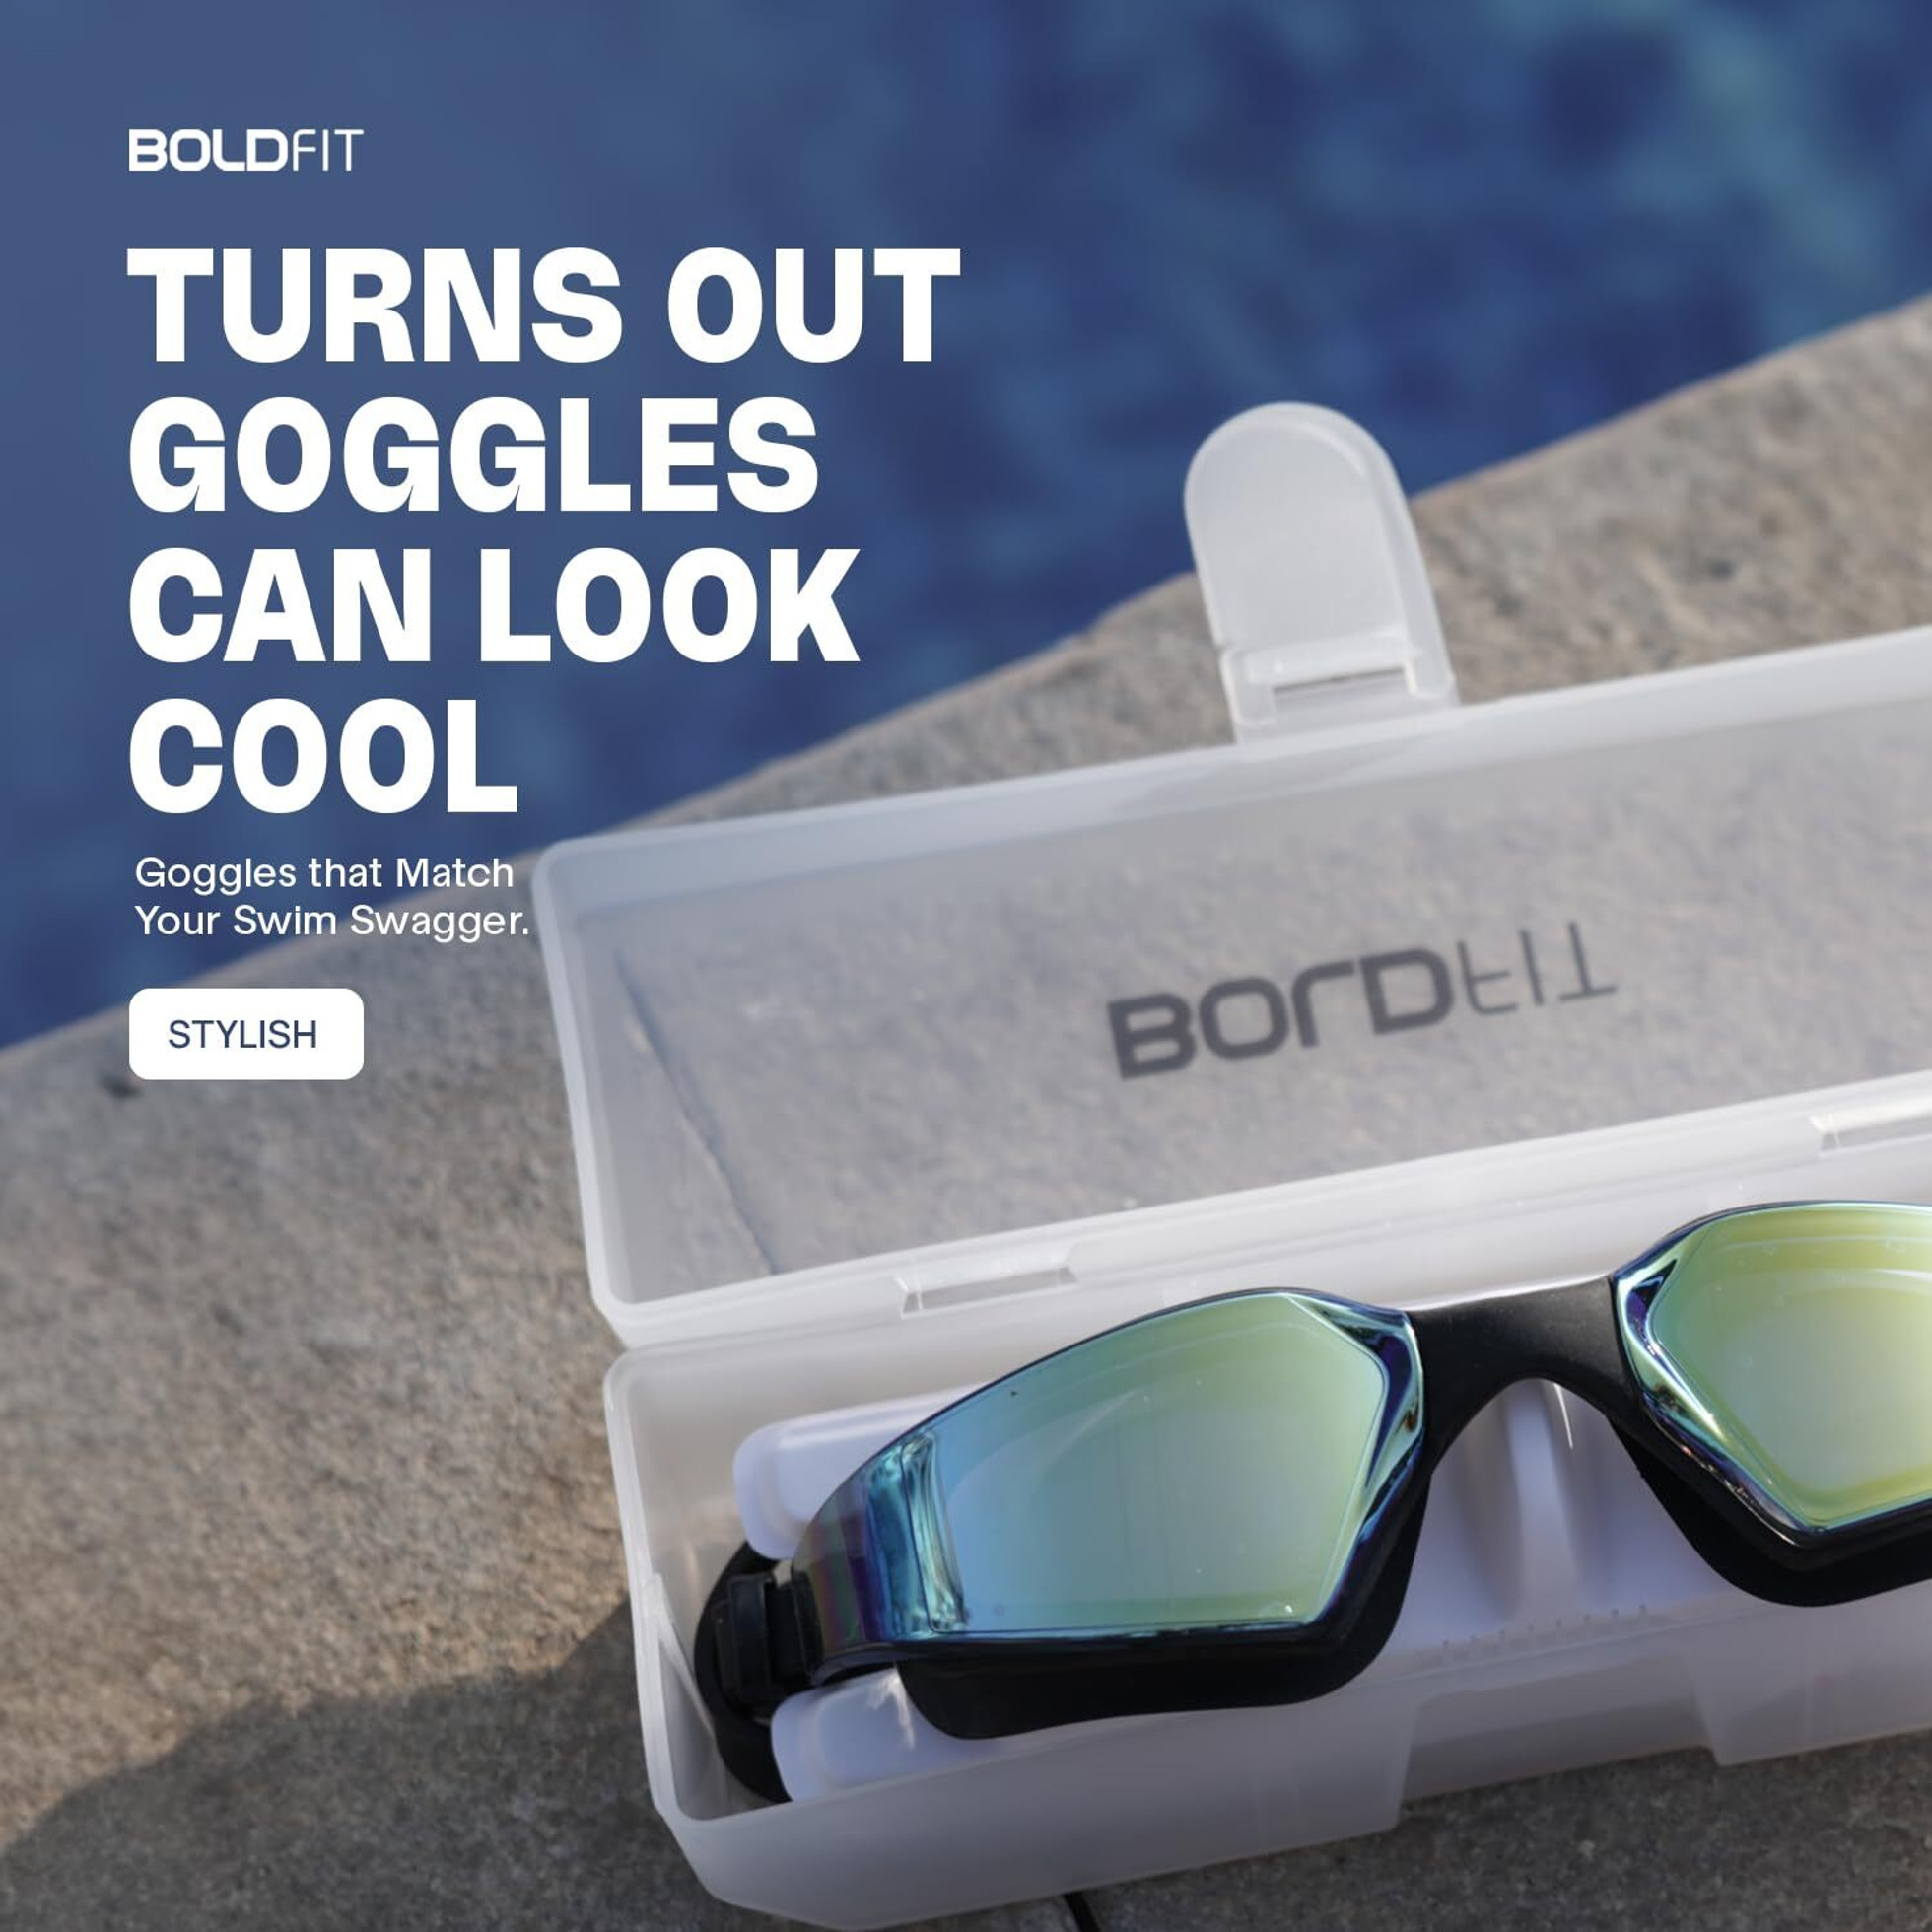 BOLDFIT
TURNS OUT
GOGGLES
CAN LOOK
COOL
Goggles that Match
Your Swim Swagger.
STYLISH
BOLDFIT